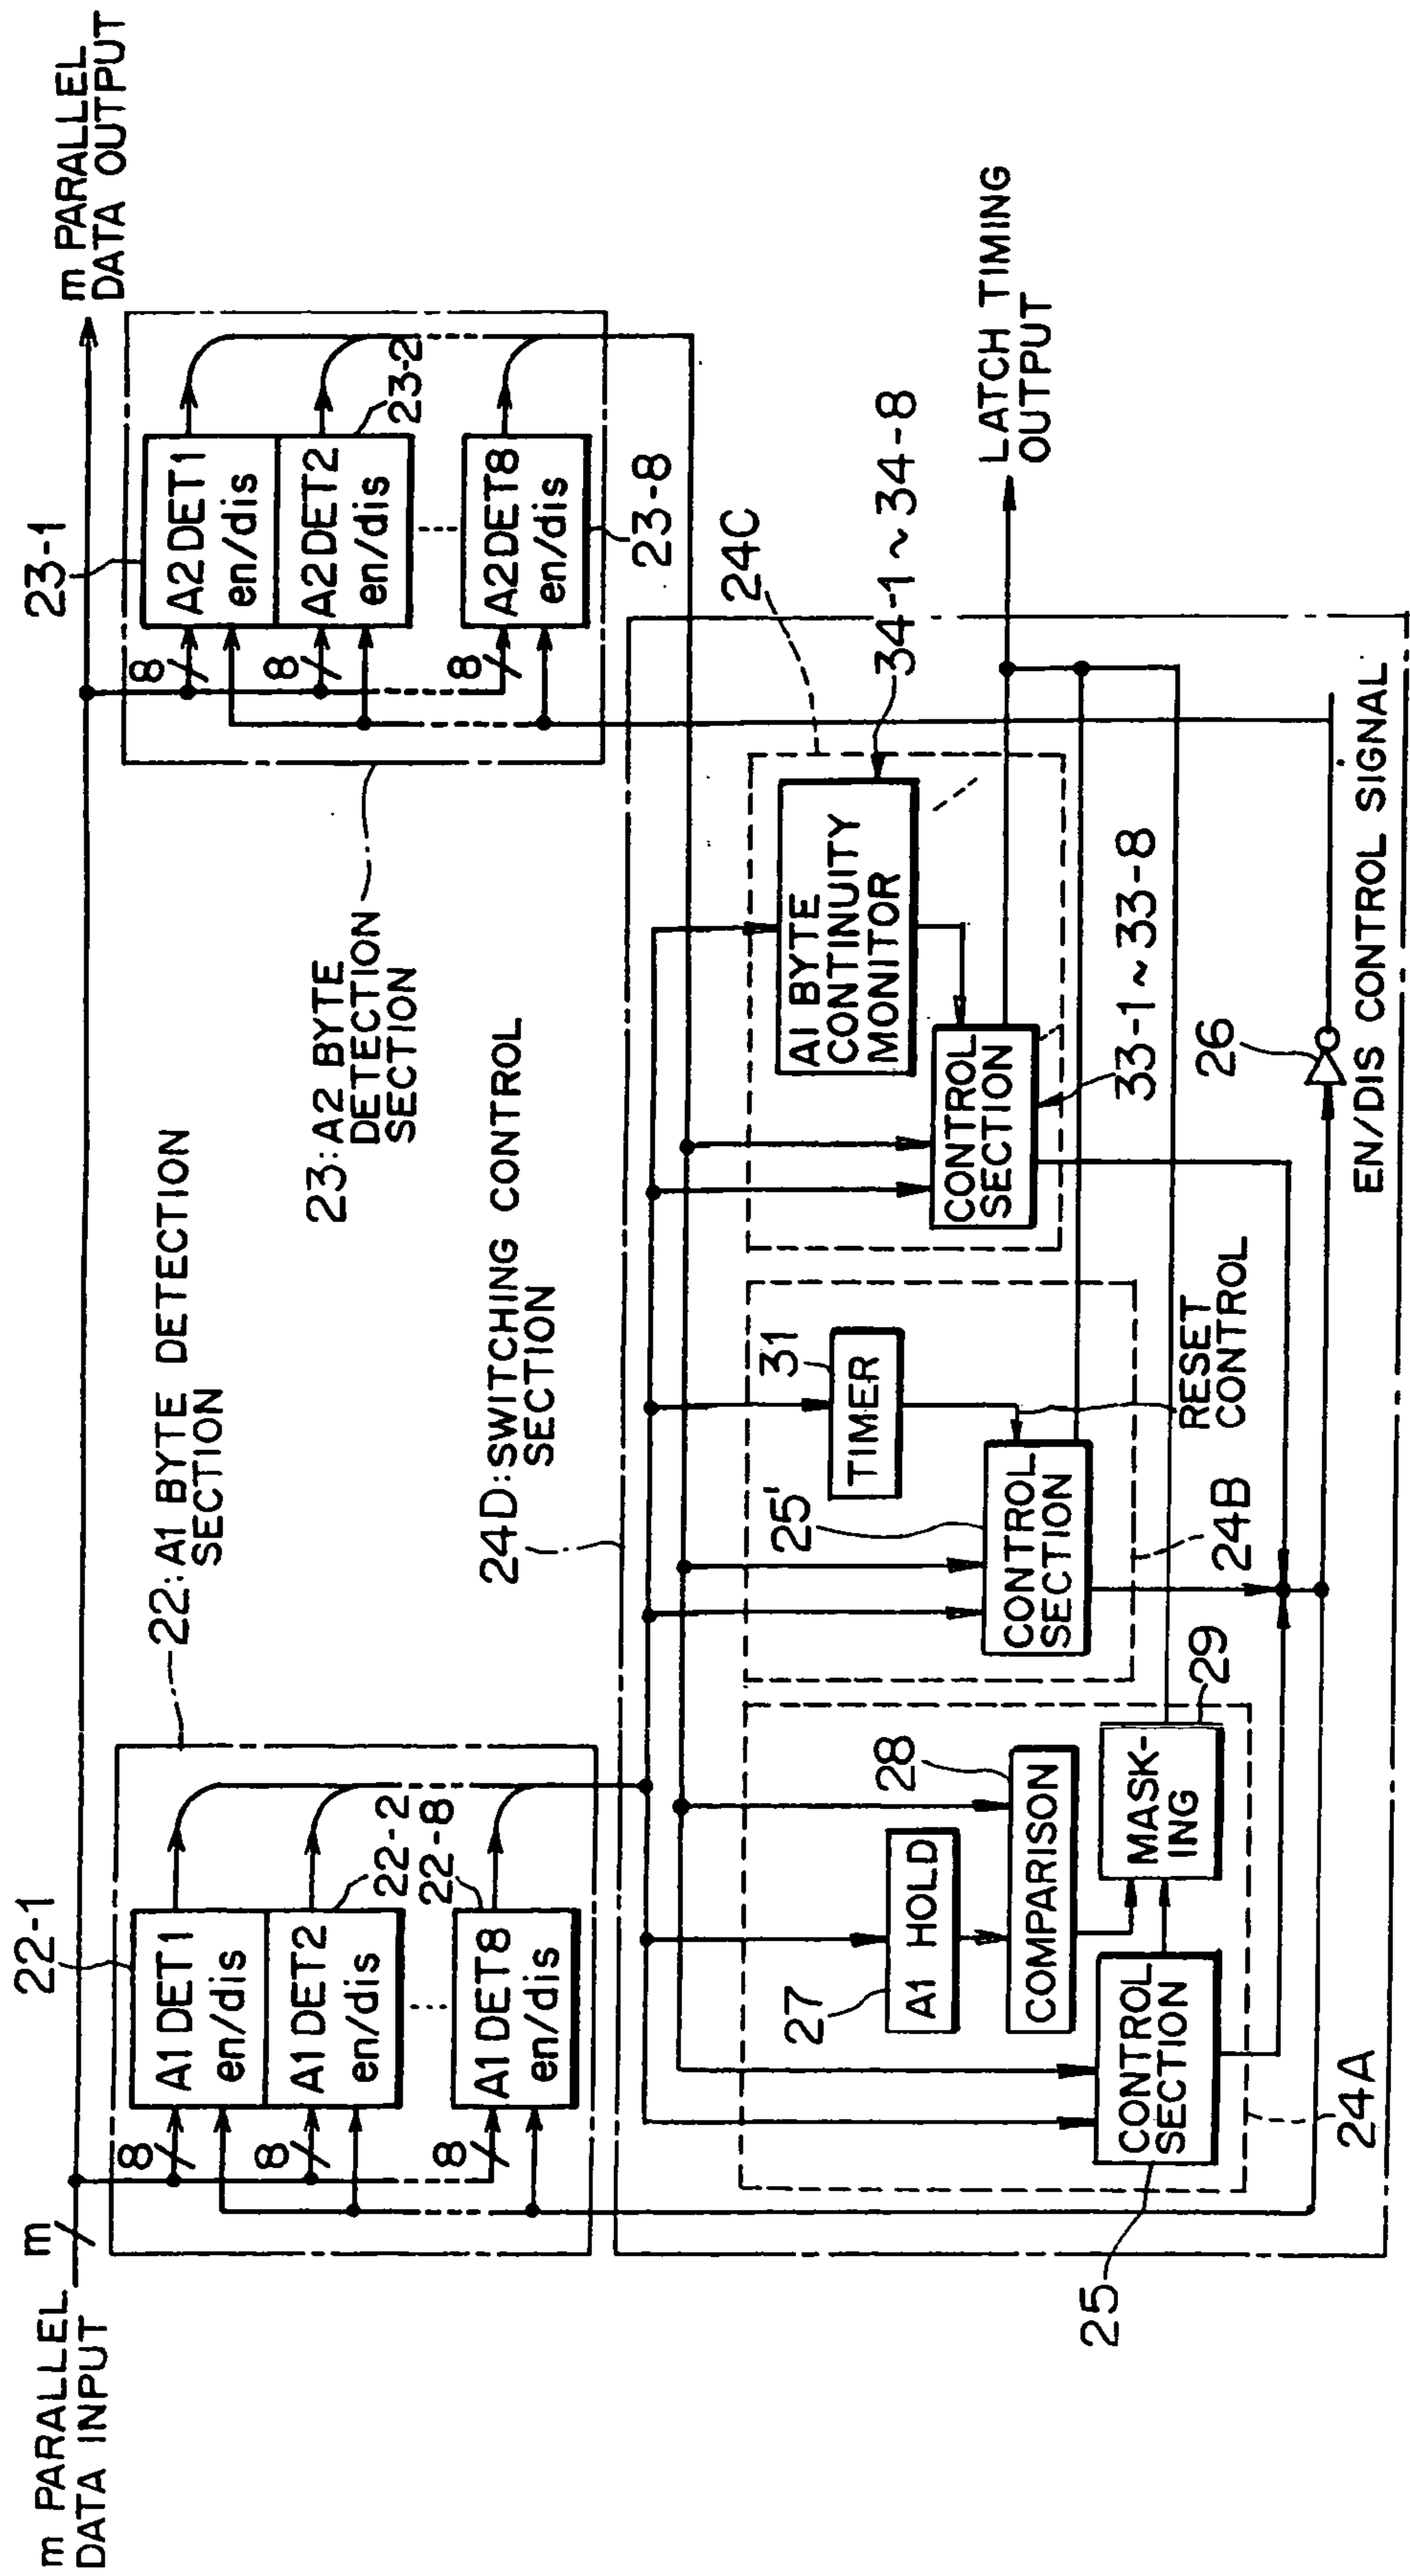 m PARALLEL
DATA INPUT
m
22-1
22: A1 BYTE DETECTION
SECTION
A1 DET1
en/dis
A1 DET2
en/dis
A1 DET8
en/dis
8
8
8
22-2
22-8
m PARALLEL
DATA OUTPUT
23-1
23: A2 BYTE
DETECTION
SECTION
A2 DET1
en/dis
A2 DET2
en/dis
A2 DET8
en/dis
8
8
8
23-2
23-8
24D: SWITCHING CONTROL
SECTION
27
A1 HOLD
28
COMPARISON
MASK-
ING
29
CONTROL
SECTION
25
24A
31
TIMER
25'
CONTROL
SECTION
RESET
CONTROL
24B
24C
A1 BYTE
CONTINUITY
MONITOR
34-1~34-8
CONTROL
SECTION
33-1~33-8
LATCH TIMING
OUTPUT
26
EN/DIS CONTROL SIGNAL